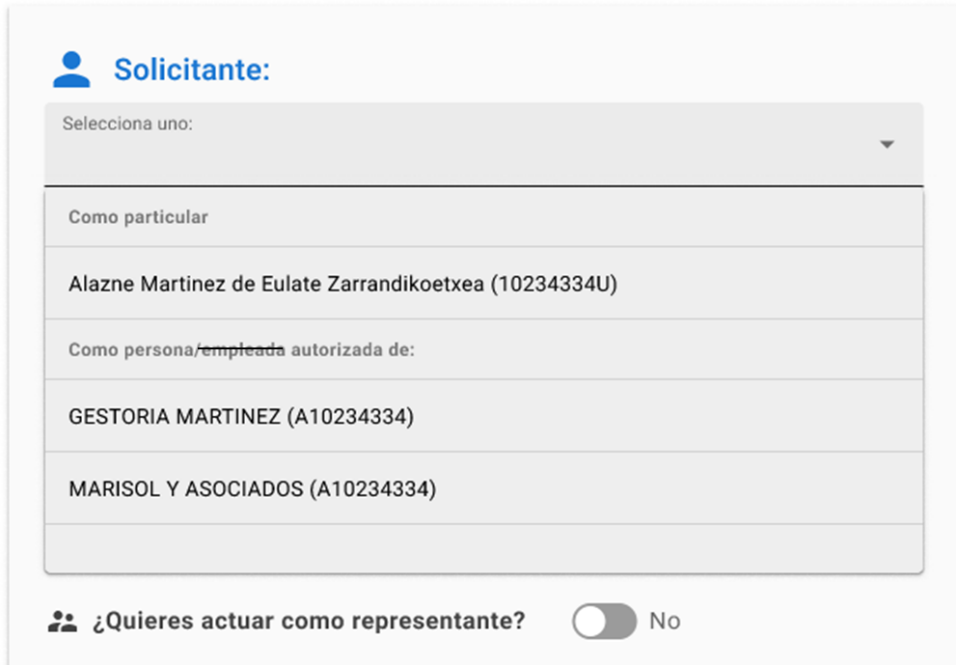 Solicitante:
Selecciona uno:
Como particular
Alazne Martinez de Eulate Zarrandikoetxea (10234334U)
Como persona/empleada autorizada de:
GESTORIA MARTINEZ (A10234334)
MARISOL Y ASOCIADOS (A10234334)
¿Quieres actuar como representante? No